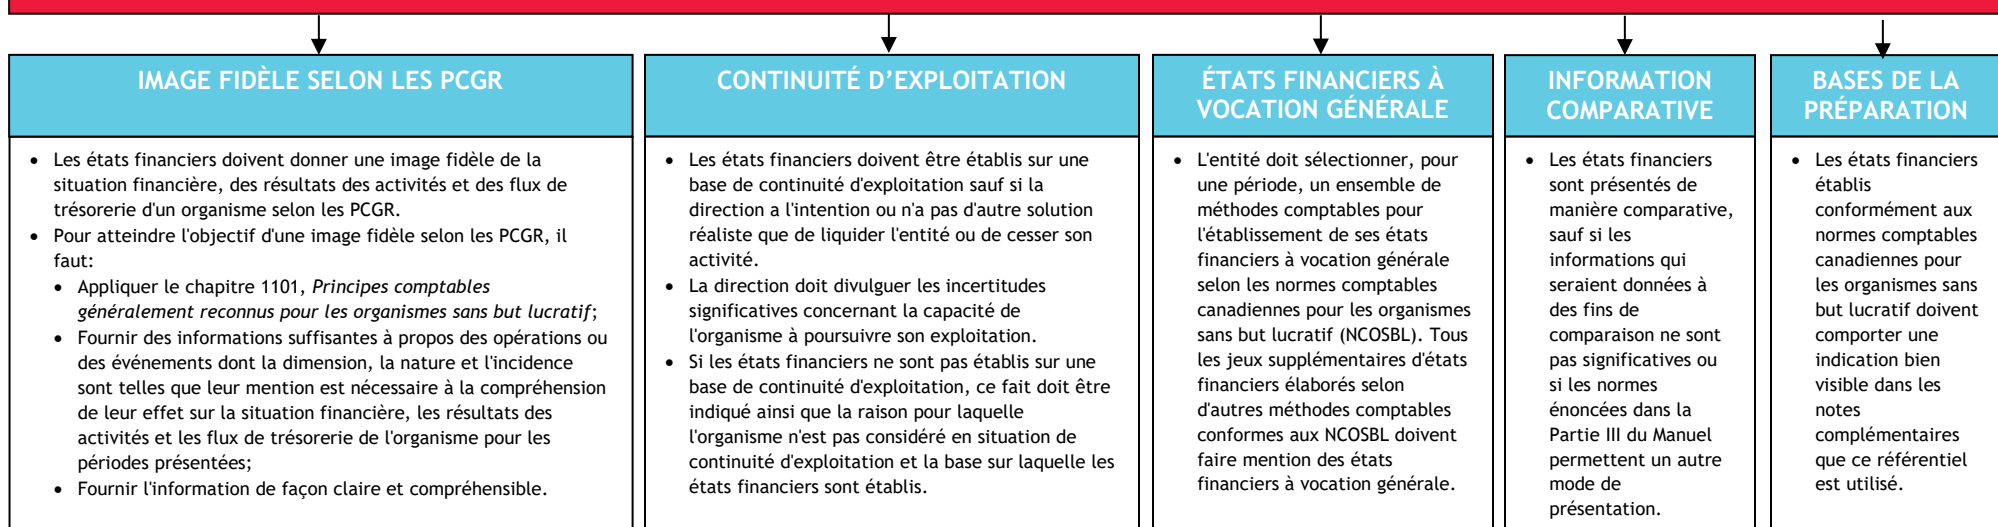 IMAGE FIDÈLE SELON LES PCGR
• Les états financiers doivent donner une image fidèle de la
situation financière, des résultats des activités et des flux de
trésorerie d'un organisme selon les PCGR.
• Pour atteindre l'objectif d'une image fidèle selon les PCGR, il
faut:
• Appliquer le chapitre 1101, Principes comptables
généralement reconnus pour les organismes sans but lucratif;
• Fournir des informations suffisantes à propos des opérations ou
des événements dont la dimension, la nature et l'incidence
sont telles que leur mention est nécessaire à la compréhension
de leur effet sur la situation financière, les résultats des
activités et les flux de trésorerie de l'organisme pour les
périodes présentées;
• Fournir l'information de façon claire et compréhensible.
CONTINUITÉ D’EXPLOITATION
• Les états financiers doivent être établis sur une
base de continuité d'exploitation sauf si la
direction a l'intention ou n'a pas d'autre solution
réaliste que de liquider l'entité ou de cesser son
activité.
• La direction doit divulguer les incertitudes
significatives concernant la capacité de
l'organisme à poursuivre son exploitation.
• Si les états financiers ne sont pas établis sur une
base de continuité d'exploitation, ce fait doit être
indiqué ainsi que la raison pour laquelle
l'organisme n'est pas considéré en situation de
continuité d'exploitation et la base sur laquelle les
états financiers sont établis.
ÉTATS FINANCIERS À
VOCATION GÉNÉRALE
• L'entité doit sélectionner, pour
une période, un ensemble de
méthodes comptables pour
l'établissement de ses états
financiers à vocation générale
selon les normes comptables
canadiennes pour les organismes
sans but lucratif (NCOSBL). Tous
les jeux supplémentaires d'états
financiers élaborés selon
d'autres méthodes comptables
conformes aux NCOSBL doivent
faire mention des états
financiers à vocation générale.
INFORMATION
COMPARATIVE
• Les états financiers
sont présentés de
manière comparative,
sauf si les
informations qui
seraient données à
des fins de
comparaison ne sont
pas significatives ou
si les normes
énoncées dans la
Partie III du Manuel
permettent un autre
mode de
présentation.
BASES DE LA
PRÉPARATION
• Les états financiers
établis
conformément aux
normes comptables
canadiennes pour
les organismes sans
but lucratif doivent
comporter une
indication bien
visible dans les
notes
complémentaires
que ce référentiel
est utilisé.